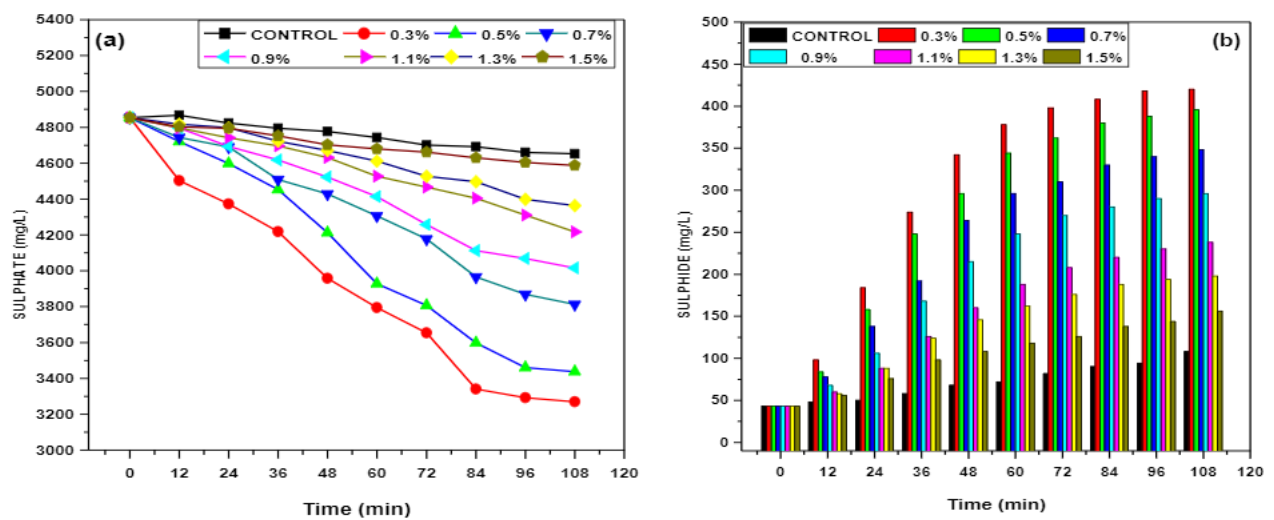 (a)
CONTROL 0.3% 0.5% 0.7%
0.9% 1.1% 1.3% 1.5%
5400
5200
5000
4800
4600
4400
4200
4000
3800
3600
3400
3200
3000
SULPHATE (mg/L)
0 12 24 36 48 60 72 84 96 108 120
Time (min)
(b)
CONTROL 0.3% 0.5% 0.7%
0.9% 1.1% 1.3% 1.5%
500
450
400
350
300
250
200
150
100
50
0
SULPHIDE (mg/L)
0 12 24 36 48 60 72 84 96 108 120
Time (min)